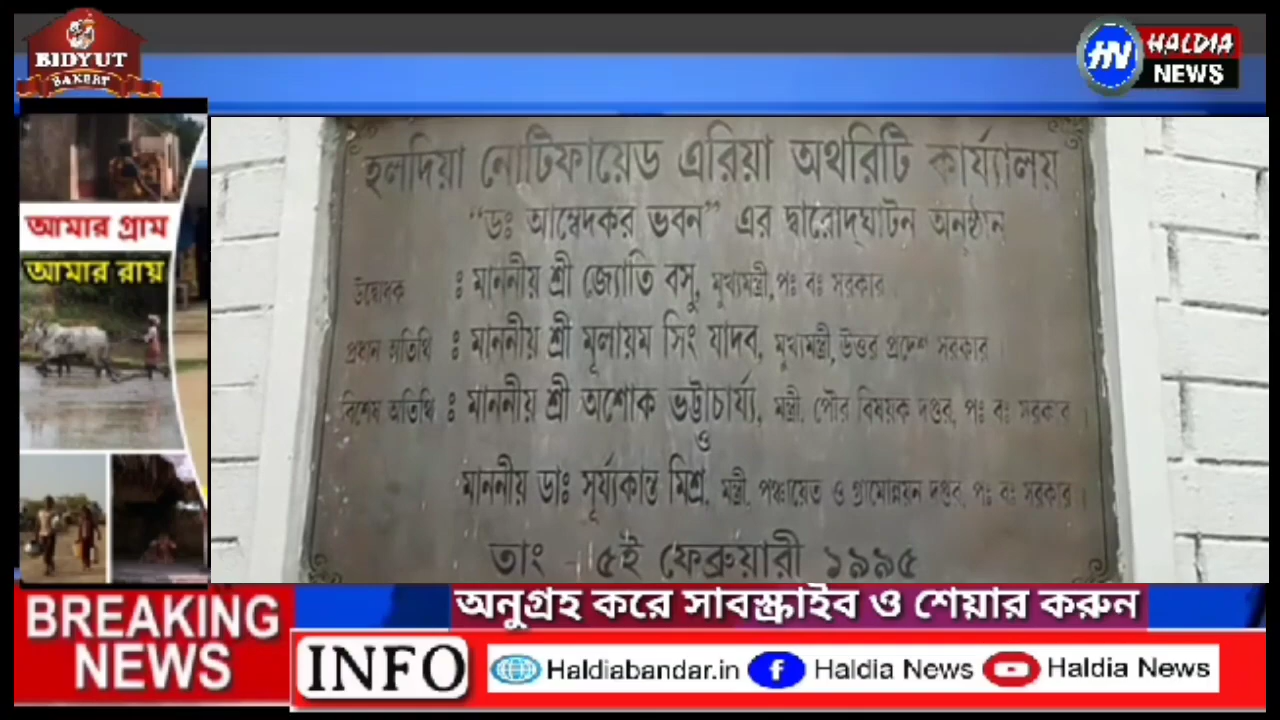 BIDYUT
BAKERY
HALDIA
NEWS
HN
আমার গ্রাম
আমার রায়
হলদিয়া নোটিফায়েড এরিয়া অথরিটি কার্য্যালয়
“ডঃ আম্বেদকর ভবন” এর দ্বারোদ্ঘাটন অনুষ্ঠান
উদ্বোধক : মাননীয় শ্রী জ্যোতি বসু, মুখ্যমন্ত্রী, পঃ বঃ সরকার
প্রধান অতিথি : মাননীয় শ্রী মূলায়ম সিং যাদব, মুখ্যমন্ত্রী, উত্তর প্রদেশ সরকার ।
বিশেষ অতিথি : মাননীয় শ্রী অশোক ভট্টাচার্য্য, মন্ত্রী, পৌর বিষয়ক দপ্তর, পঃ বঃ সরকার ।
ও
মাননীয় ডাঃ সূর্য্যকান্ত মিশ্র, মন্ত্রী, পঞ্চায়েত ও গ্রামোন্নয়ন দপ্তর, পঃ বঃ সরকার ।
তাং - ৫ই ফেব্রুয়ারী ১৯৯৫
BREAKING
NEWS
অনুগ্রহ করে সাবস্ক্রাইব ও শেয়ার করুন
INFO Haldiabandar.in Haldia News Haldia News